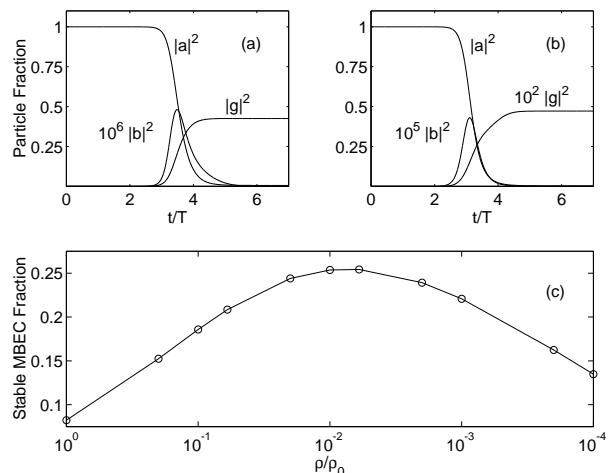 1
0.75
0.5
0.25
Particle Fraction
0 2 4 6
t/T
|a|²
(a)
|g|²
10⁶ |b|²
1
0.75
0.5
0.25
0 2 4 6
t/T
|a|²
(b)
10² |g|²
10⁵ |b|²
0.25
0.2
0.15
0.1
Stable MBEC Fraction
(c)
10⁰ 10⁻¹ 10⁻² 10⁻³ 10⁻⁴
ρ/ρ₀